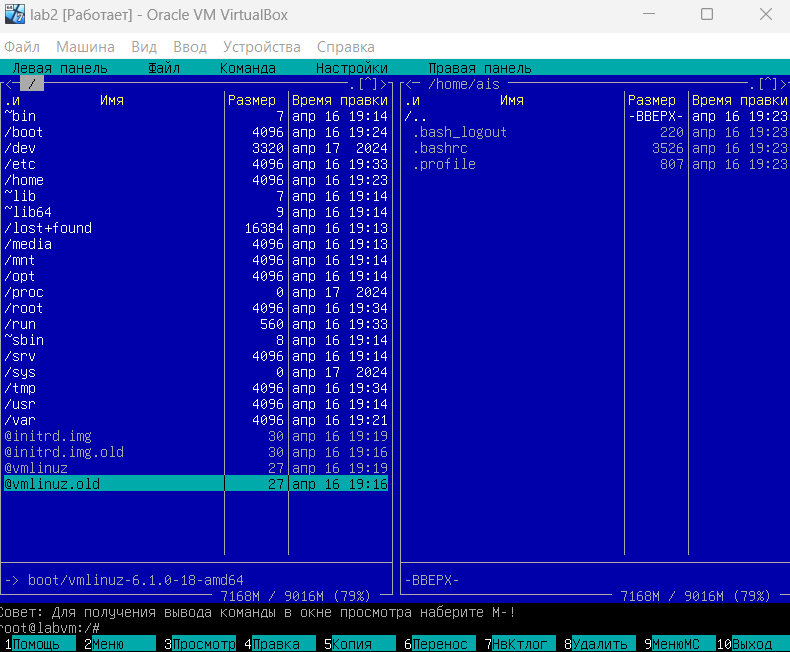 lab2 [Работает] - Oracle VM VirtualBox
Файл Машина Вид Ввод Устройства Справка
Левая панель Файл Команда Настройки Правая панель
<- / .[^]> <- /home/ais .[^]>
.и Имя Размер Время правки .и Имя Размер Время правки
~bin 7 апр 16 19:14 /.. -ВВЕРХ- апр 16 19:23
/boot 4096 апр 16 19:24 .bash_logout 220 апр 16 19:23
/dev 3320 апр 17 2024 .bashrc 3526 апр 16 19:23
/etc 4096 апр 16 19:33 .profile 807 апр 16 19:23
/home 4096 апр 16 19:23
~lib 7 апр 16 19:14
~lib64 9 апр 16 19:14
/lost+found 16384 апр 16 19:13
/media 4096 апр 16 19:13
/mnt 4096 апр 16 19:14
/opt 4096 апр 16 19:14
/proc 0 апр 17 2024
/root 4096 апр 16 19:34
/run 560 апр 16 19:33
~sbin 8 апр 16 19:14
/srv 4096 апр 16 19:14
/sys 0 апр 17 2024
/tmp 4096 апр 16 19:34
/usr 4096 апр 16 19:14
/var 4096 апр 16 19:21
@initrd.img 30 апр 16 19:19
@initrd.img.old 30 апр 16 19:16
@vmlinuz 27 апр 16 19:19
@vmlinuz.old 27 апр 16 19:16
-> boot/vmlinuz-6.1.0-18-amd64 -ВВЕРХ-
7168M / 9016M (79%) 7168M / 9016M (79%)
Совет: Для получения вывода команды в окне просмотра наберите M-!
root@labvm:/#
1Помощь 2Меню 3Просмотр 4Правка 5Копия 6Перенос 7НвКтлог 8Удалить 9МенюMC 10Выход